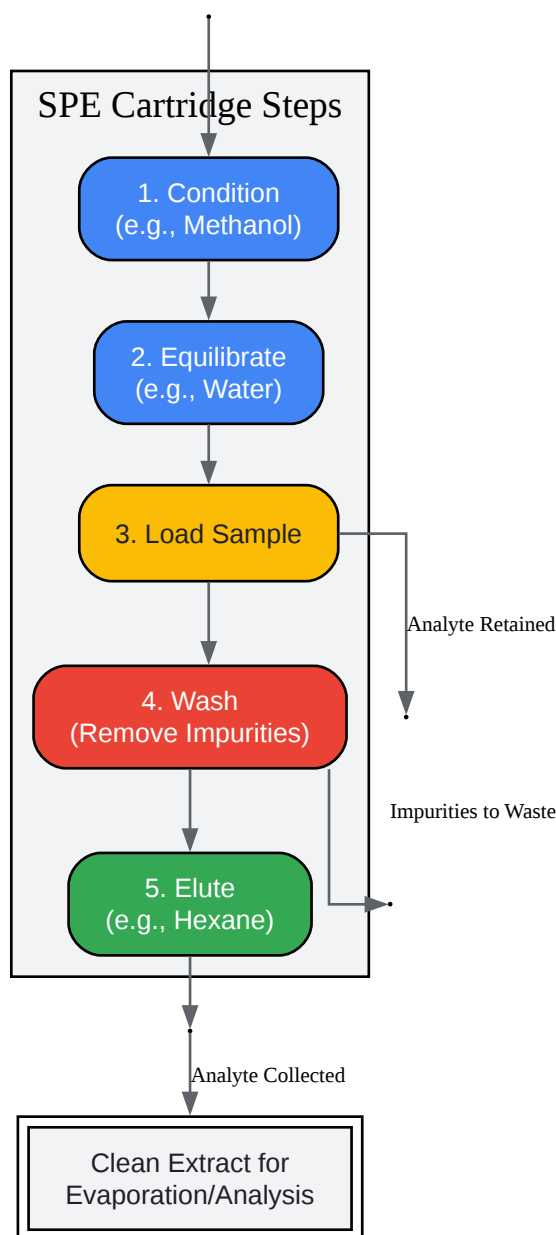 SPE Cartridge Steps
1. Condition
(e.g., Methanol)
2. Equilibrate
(e.g., Water)
3. Load Sample
Analyte Retained
4. Wash
(Remove Impurities)
Impurities to Waste
5. Elute
(e.g., Hexane)
Analyte Collected
Clean Extract for
Evaporation/Analysis